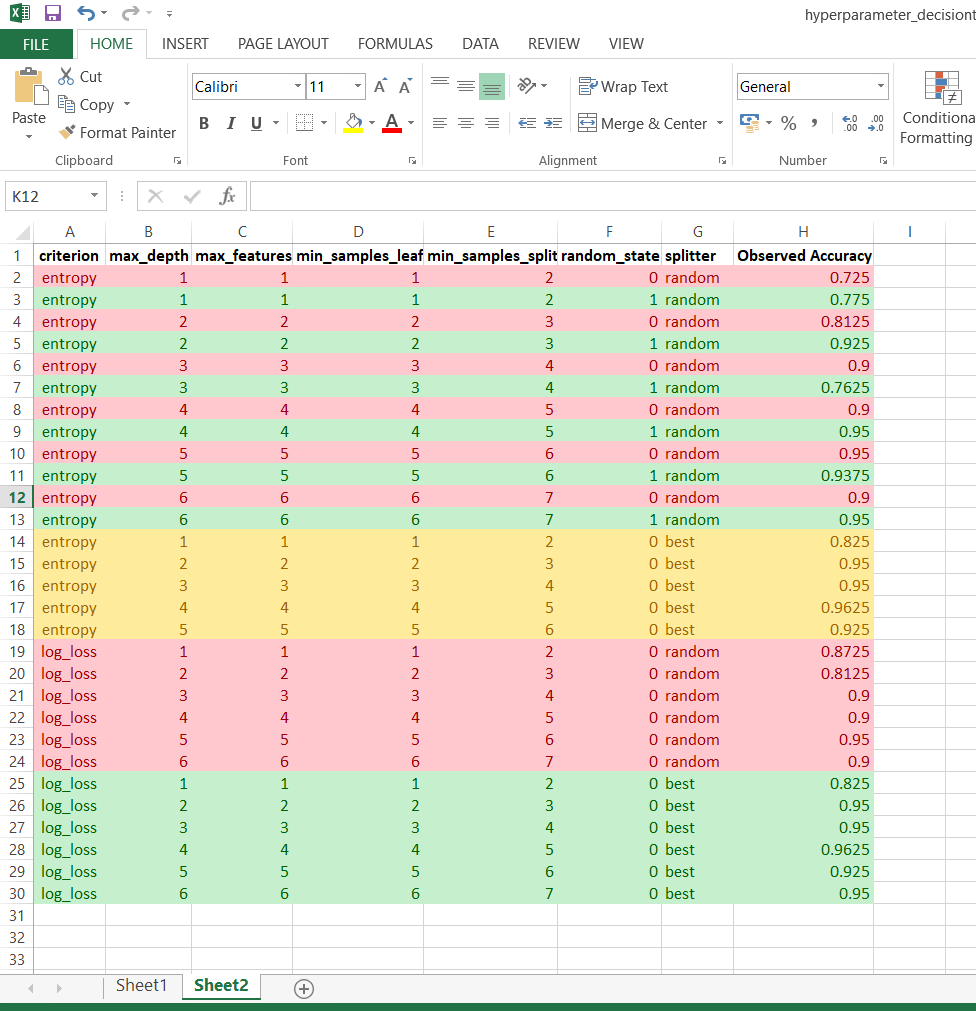 hyperparameter_decisiont
FILE HOME INSERT PAGE LAYOUT FORMULAS DATA REVIEW VIEW
Paste
Cut
Copy
Format Painter
Clipboard
Calibri 11 A A
B I U A
Font
Wrap Text
Merge & Center
Alignment
General
% , .0 .00 .00 .0
Number
Conditiona
Formatting
K12 fx
A B C D E F G H I
1 criterion max_depth max_features min_samples_leaf min_samples_split random_state splitter Observed Accuracy
2 entropy 1 1 1 2 0 random 0.725
3 entropy 1 1 1 2 1 random 0.775
4 entropy 2 2 2 3 0 random 0.8125
5 entropy 2 2 2 3 1 random 0.925
6 entropy 3 3 3 4 0 random 0.9
7 entropy 3 3 3 4 1 random 0.7625
8 entropy 4 4 4 5 0 random 0.9
9 entropy 4 4 4 5 1 random 0.95
10 entropy 5 5 5 6 0 random 0.95
11 entropy 5 5 5 6 1 random 0.9375
12 entropy 6 6 6 7 0 random 0.9
13 entropy 6 6 6 7 1 random 0.95
14 entropy 1 1 1 2 0 best 0.825
15 entropy 2 2 2 3 0 best 0.95
16 entropy 3 3 3 4 0 best 0.95
17 entropy 4 4 4 5 0 best 0.9625
18 entropy 5 5 5 6 0 best 0.925
19 log_loss 1 1 1 2 0 random 0.8725
20 log_loss 2 2 2 3 0 random 0.8125
21 log_loss 3 3 3 4 0 random 0.9
22 log_loss 4 4 4 5 0 random 0.9
23 log_loss 5 5 5 6 0 random 0.95
24 log_loss 6 6 6 7 0 random 0.9
25 log_loss 1 1 1 2 0 best 0.825
26 log_loss 2 2 2 3 0 best 0.95
27 log_loss 3 3 3 4 0 best 0.95
28 log_loss 4 4 4 5 0 best 0.9625
29 log_loss 5 5 5 6 0 best 0.925
30 log_loss 6 6 6 7 0 best 0.95
31
32
33
Sheet1 Sheet2